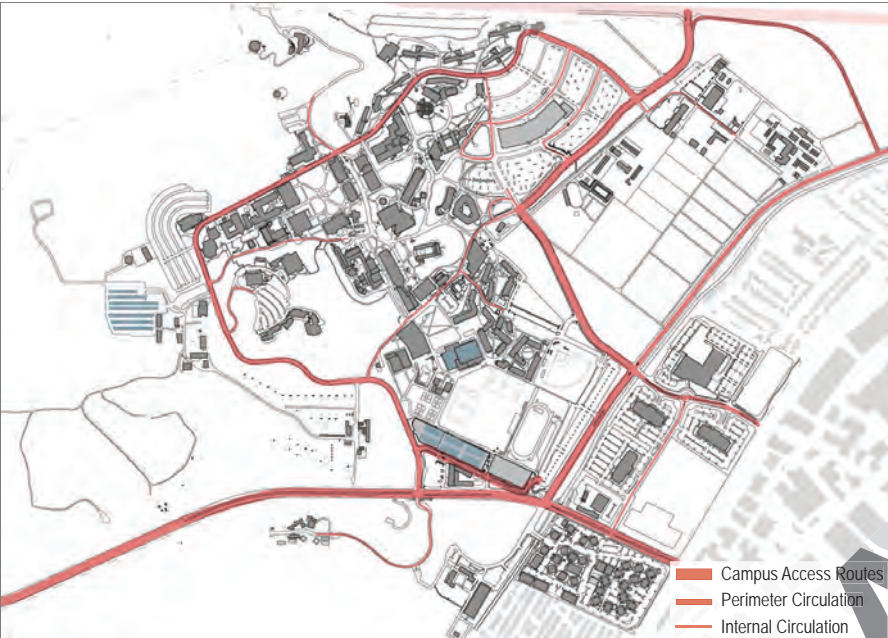 Campus Access Routes
Perimeter Circulation
Internal Circulation